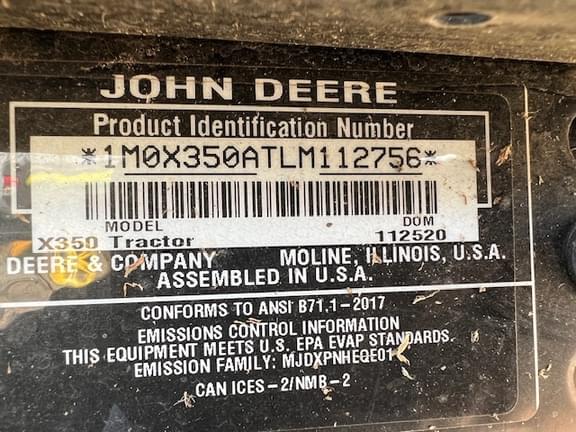 JOHN DEERE
Product Identification Number
*1M0X350ATLM112756*
MODEL DOM
X350 Tractor 112520
DEERE & COMPANY MOLINE, ILLINOIS, U.S.A.
ASSEMBLED IN U.S.A.
CONFORMS TO ANSI B71.1-2017
EMISSIONS CONTROL INFORMATION
THIS EQUIPMENT MEETS U.S. EPA EVAP STANDARDS.
EMISSION FAMILY: MJDXPNHEQE01
CAN ICES-2/NMB-2